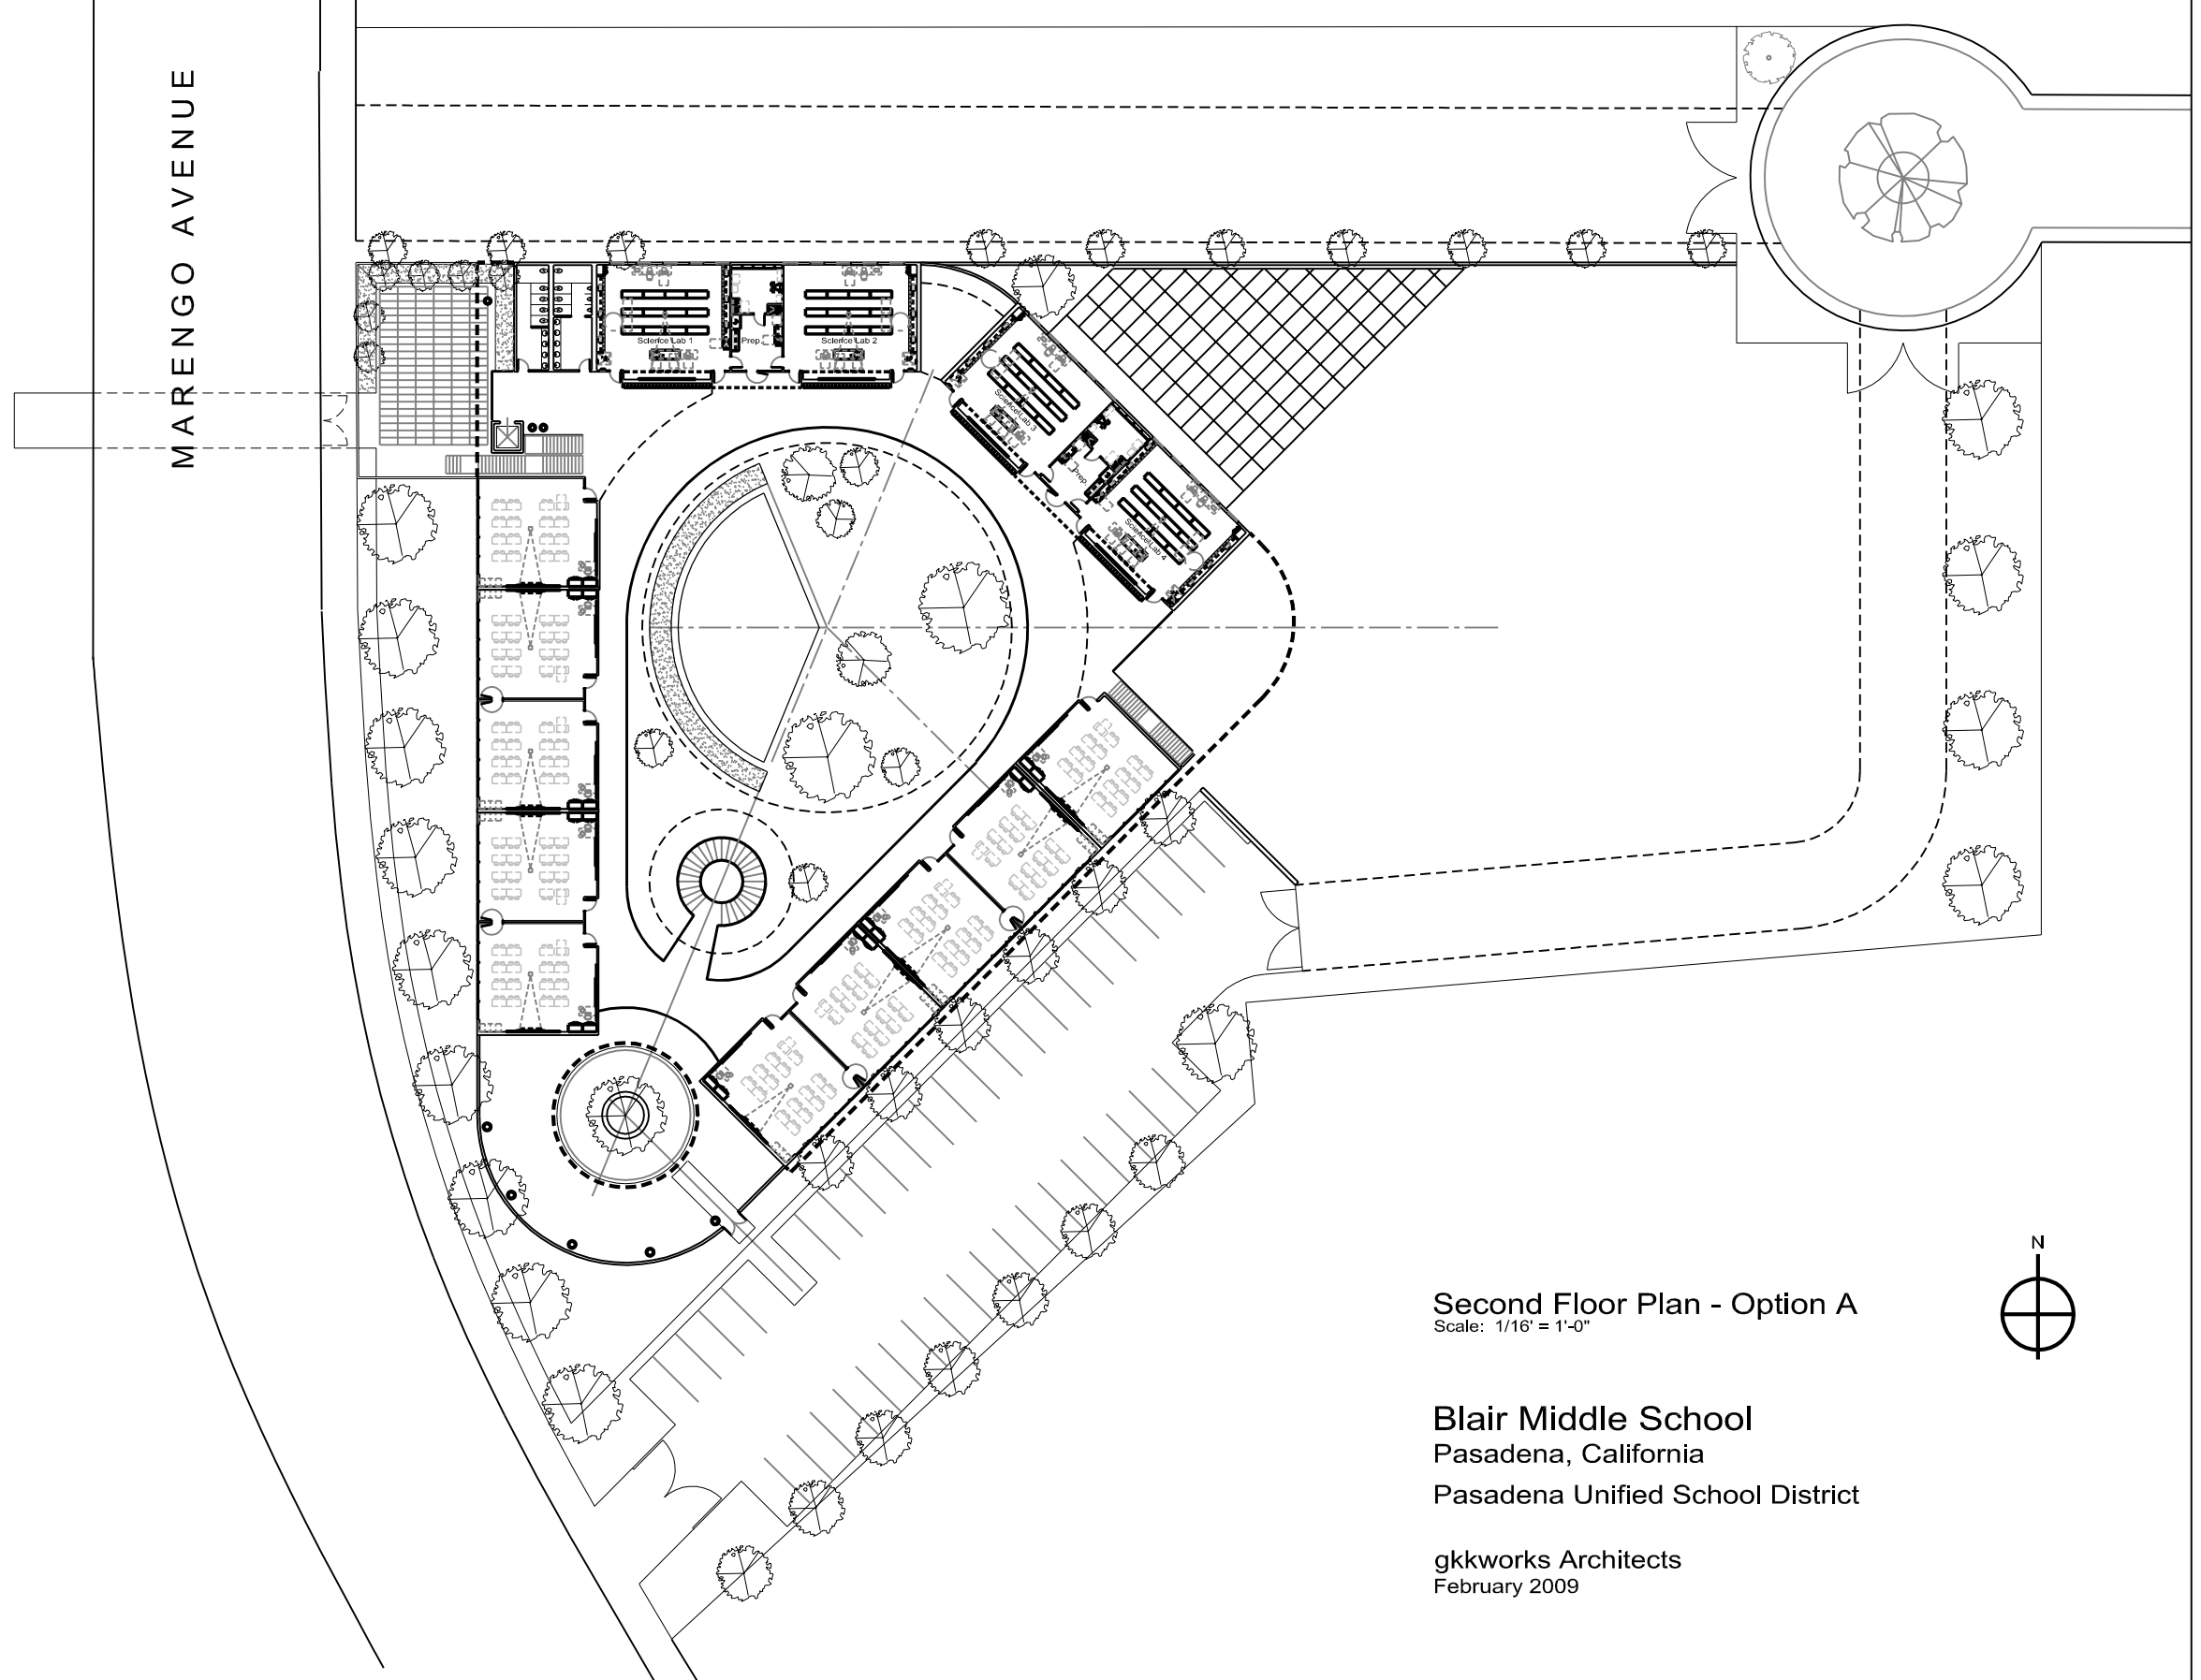 MARENGO AVENUE
Science Lab 1
Prep.
Science Lab 2
Science Lab 3
Prep.
Science Lab 4
N
Second Floor Plan - Option A
Scale: 1/16' = 1'-0"
Blair Middle School
Pasadena, California
Pasadena Unified School District
gkkworks Architects
February 2009